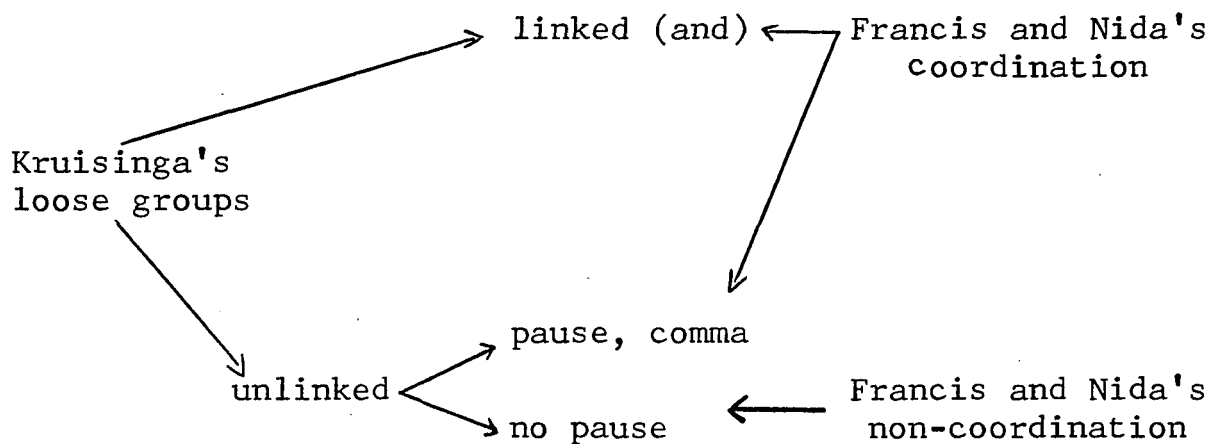 linked (and)
Francis and Nida's
coordination
Kruisinga's
loose groups
pause, comma
unlinked
no pause
Francis and Nida's
non-coordination